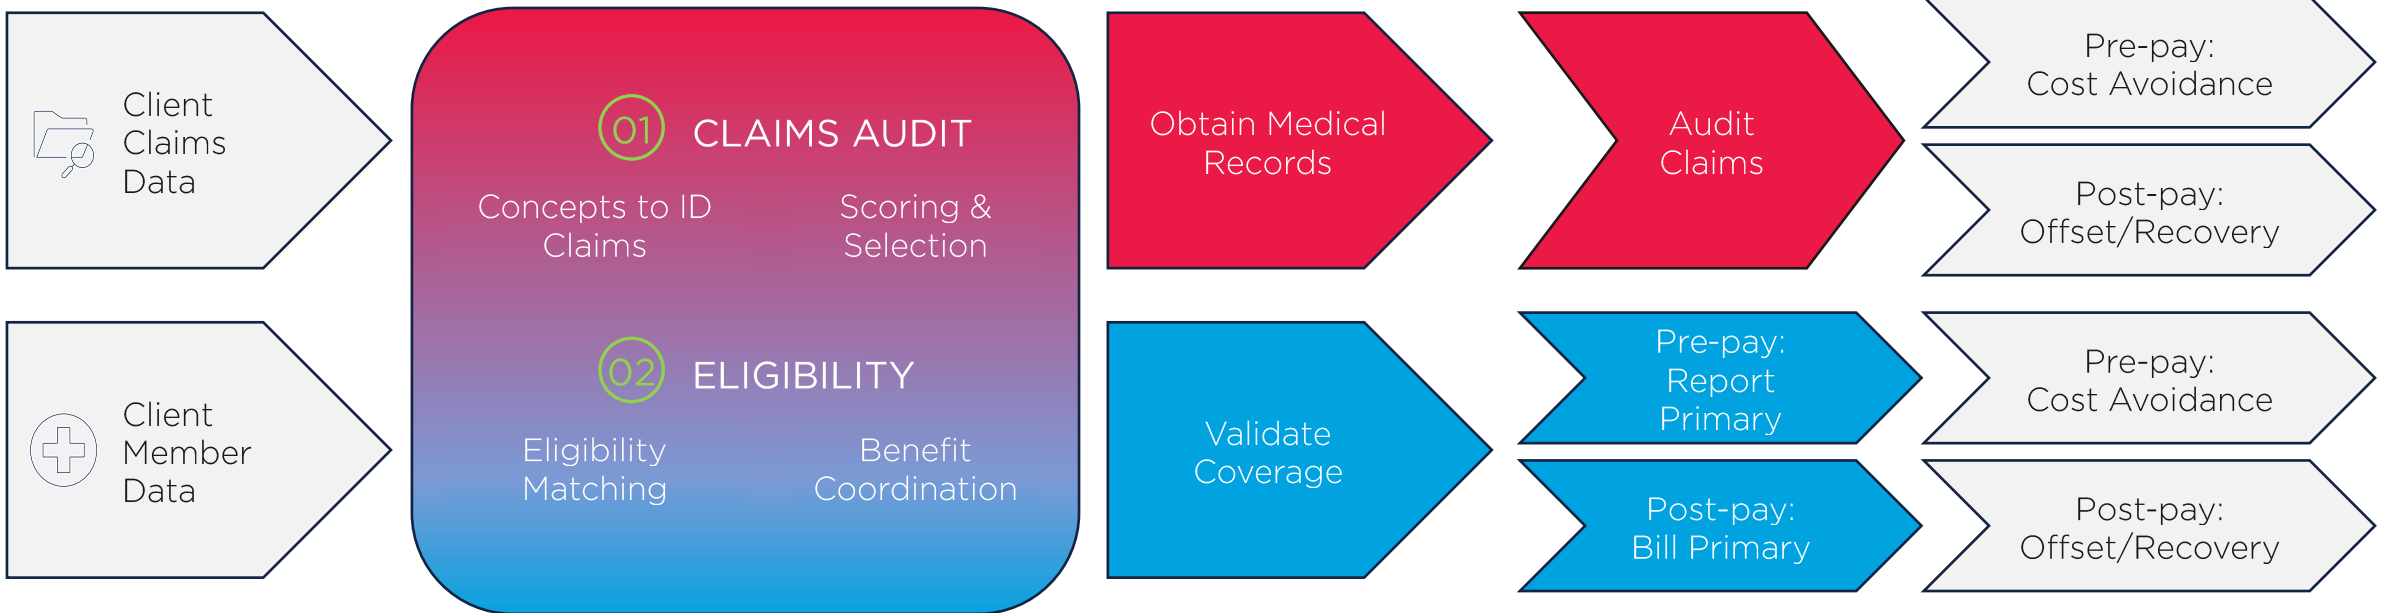 Client
Claims
Data
01 CLAIMS AUDIT
Concepts to ID
Claims
Scoring &
Selection
Obtain Medical
Records
Audit
Claims
Pre-pay:
Cost Avoidance
Post-pay:
Offset/Recovery
Client
Member
Data
02 ELIGIBILITY
Eligibility
Matching
Benefit
Coordination
Validate
Coverage
Pre-pay:
Report
Primary
Post-pay:
Bill Primary
Pre-pay:
Cost Avoidance
Post-pay:
Offset/Recovery